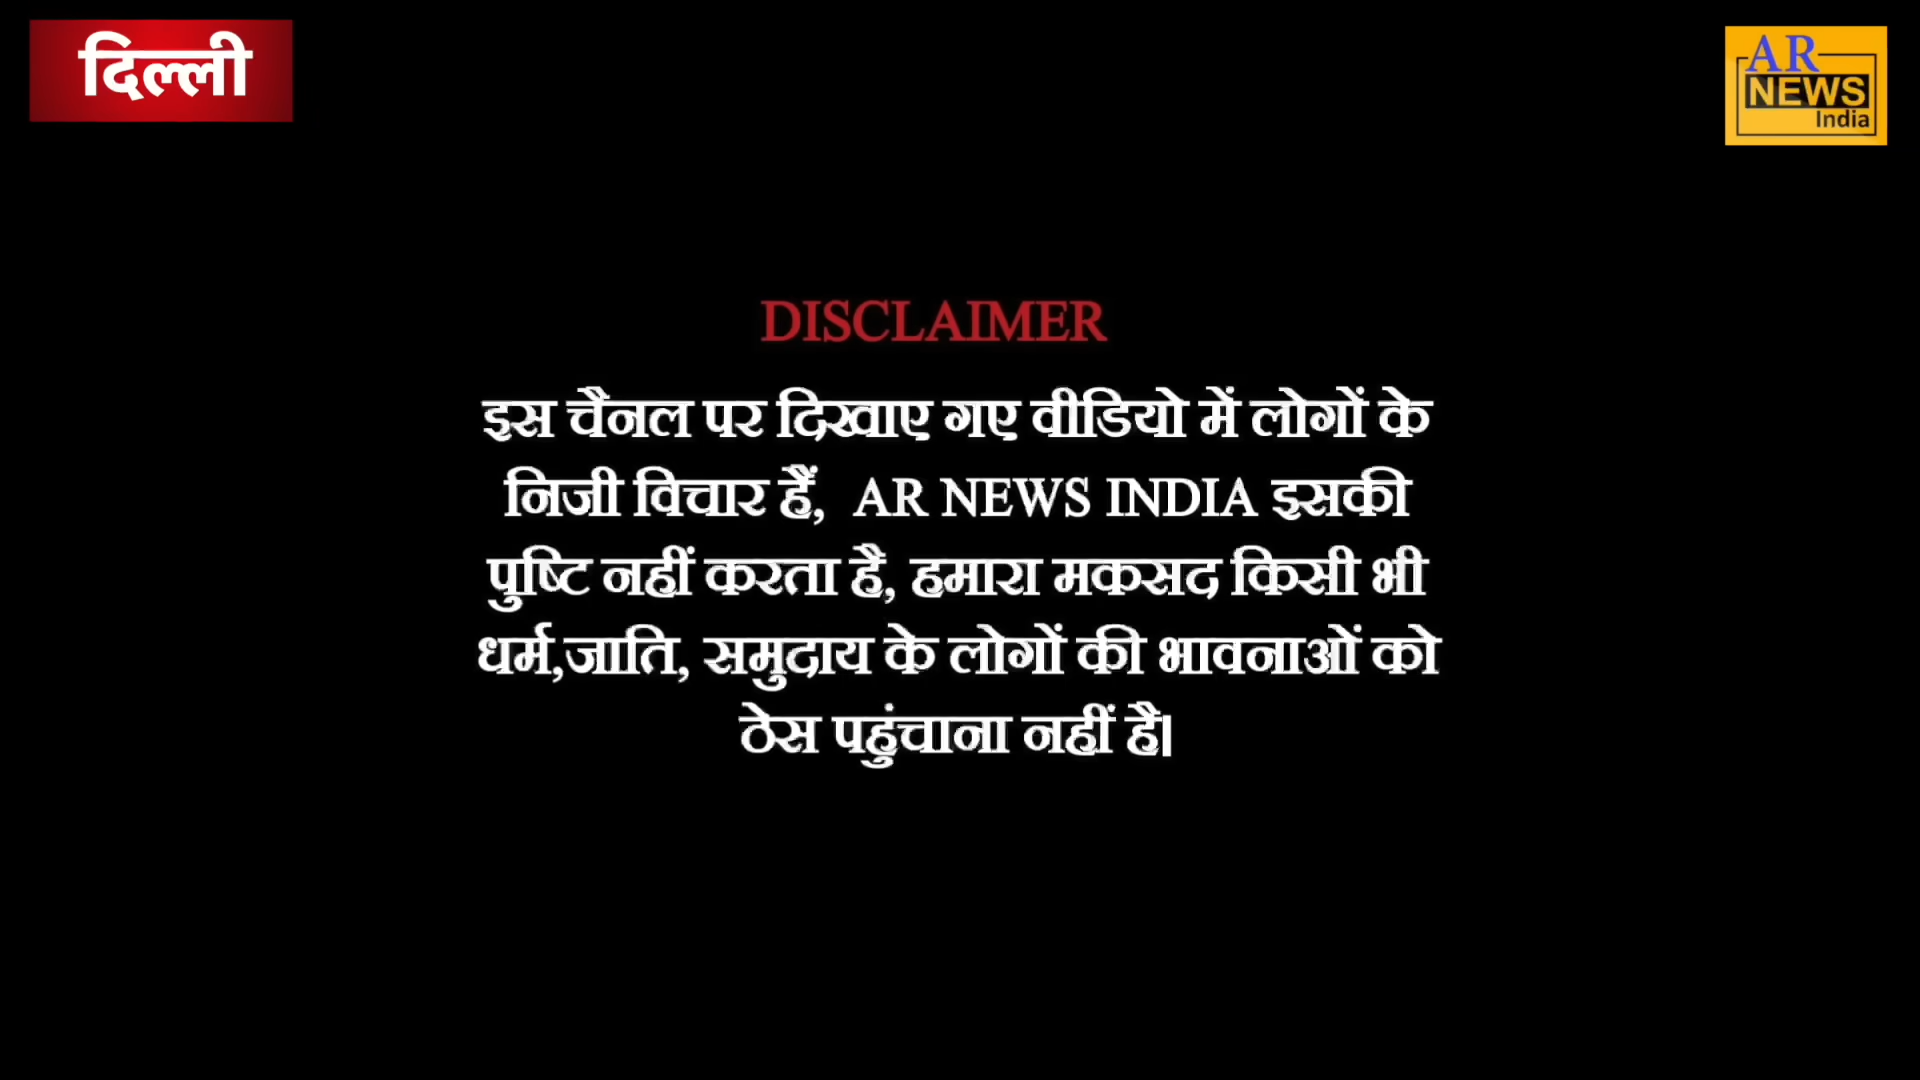 दिल्ली
AR
NEWS
India
DISCLAIMER
इस चैनल पर दिखाए गए वीडियो में लोगों के
निजी विचार हैं, AR NEWS INDIA इसकी
पुष्टि नहीं करता है, हमारा मकसद किसी भी
धर्म,जाति, समुदाय के लोगों की भावनाओं को
ठेस पहुंचाना नहीं है।